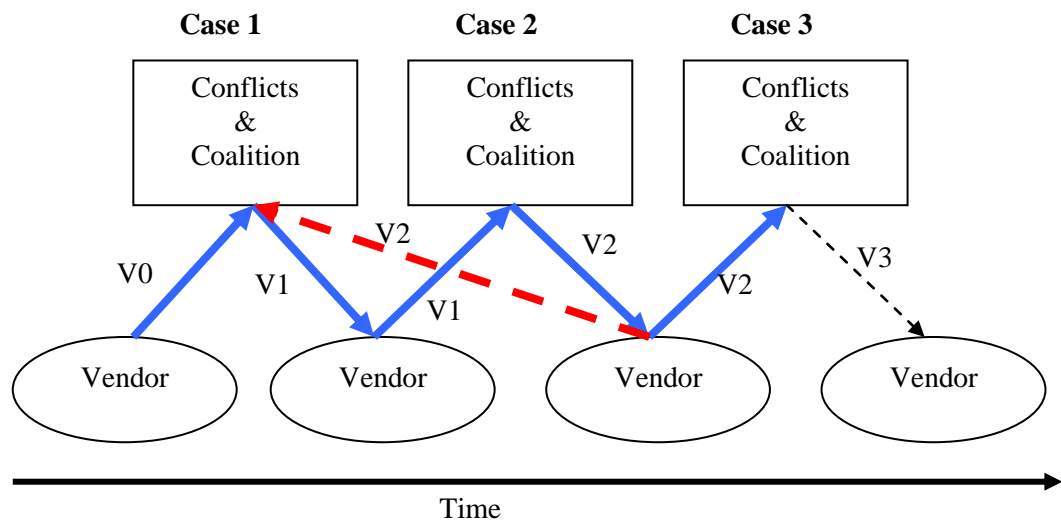 Case 1
Case 2
Case 3
Conflicts
&
Coalition
Conflicts
&
Coalition
Conflicts
&
Coalition
V0
V1
V2
V1
V2
V2
V3
Vendor
Vendor
Vendor
Vendor
Time